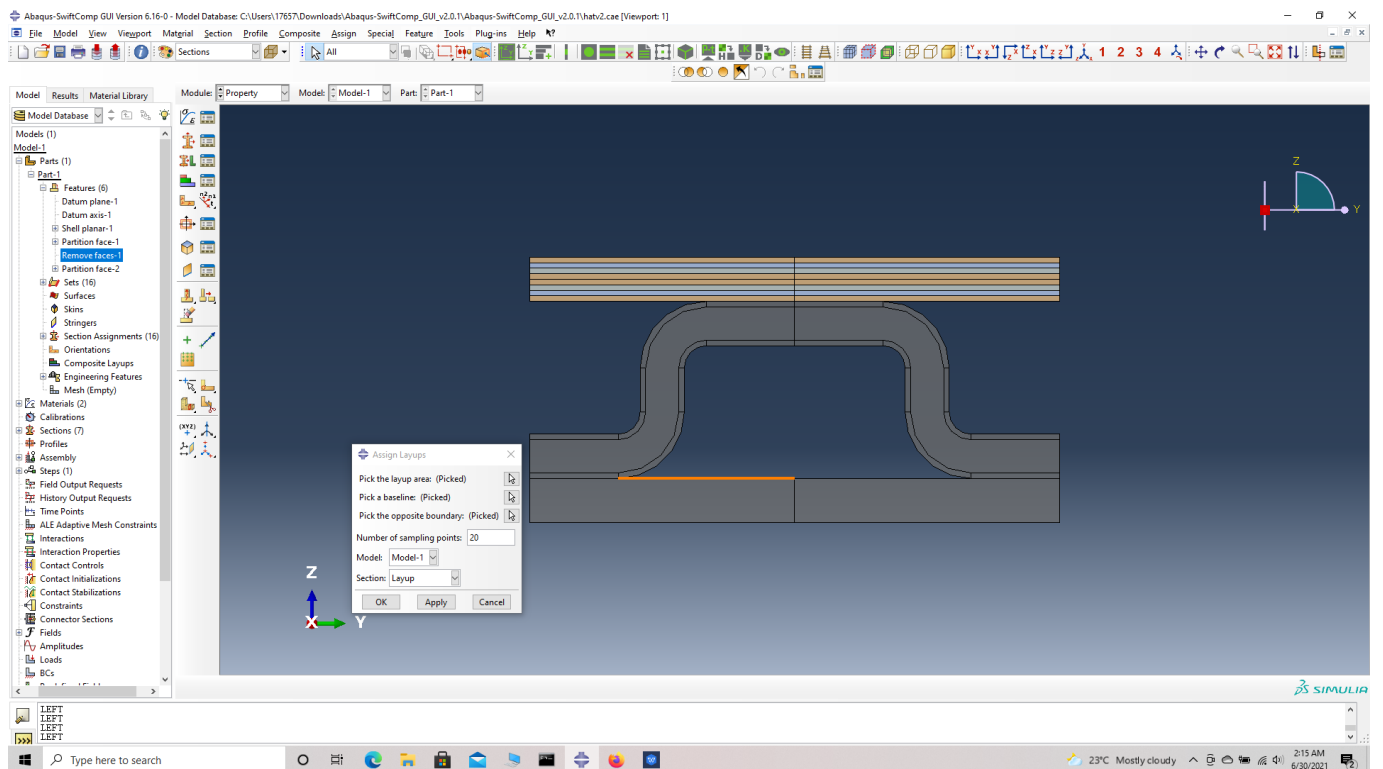 Abaqus-SwiftComp GUI Version 6.16-0 - Model Database: C:\Users\17657\Downloads\Abaqus-SwiftComp_GUI_v2.0.1\Abaqus-SwiftComp_GUI_v2.0.1\hatv2.cae [Viewport: 1]
File Model View Viewport Material Section Profile Composite Assign Special Feature Tools Plug-ins Help
Sections All 1 2 3 4
Model Results Material Library Module: Property Model: Model-1 Part: Part-1
Model Database
Models (1)
Model-1
Parts (1)
Part-1
Features (6)
Datum plane-1
Datum axis-1
Shell planar-1
Partition face-1
Remove faces-1
Partition face-2
Sets (16)
Surfaces
Skins
Stringers
Section Assignments (16)
Orientations
Composite Layups
Engineering Features
Mesh (Empty)
Materials (2)
Calibrations
Sections (7)
Profiles
Assembly
Steps (1)
Field Output Requests
History Output Requests
Time Points
ALE Adaptive Mesh Constraints
Interactions
Interaction Properties
Contact Controls
Contact Initializations
Contact Stabilizations
Constraints
Connector Sections
Fields
Amplitudes
Loads
BCs
(XYZ)
Z
X
Y
Assign Layups
Pick the layup area: (Picked)
Pick a baseline: (Picked)
Pick the opposite boundary: (Picked)
Number of sampling points: 20
Model: Model-1
Section: Layup
OK Apply Cancel
Z
X Y
SIMULIA
LEFT
LEFT
LEFT
LEFT
Type here to search
23°C Mostly cloudy
2:15 AM
6/30/2021